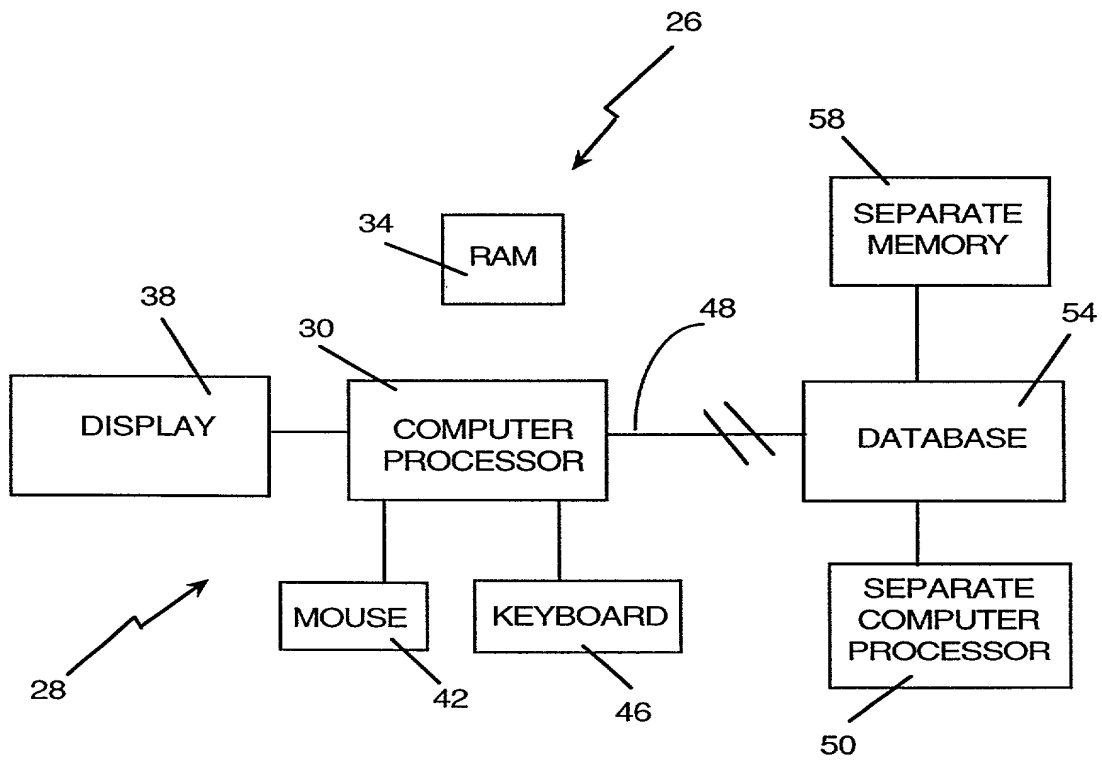 26
58
SEPARATE
MEMORY
34
RAM
38
30
48
54
DISPLAY
COMPUTER
PROCESSOR
DATABASE
MOUSE
KEYBOARD
SEPARATE
COMPUTER
PROCESSOR
28
42
46
50